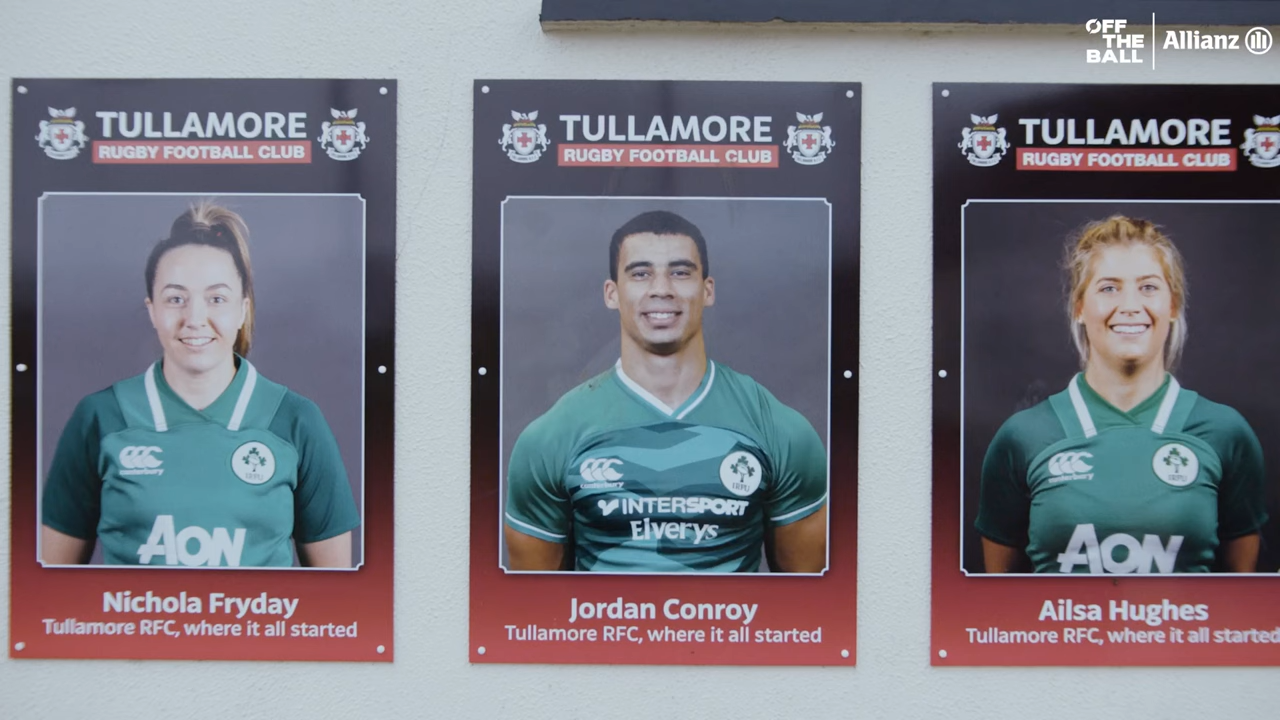 OFF
THE
BALL
Allianz
TULLAMORE
RUGBY FOOTBALL CLUB
canterbury
IRFU
AON
Nichola Fryday
Tullamore RFC, where it all started
TULLAMORE
RUGBY FOOTBALL CLUB
canterbury
IRFU
INTERSPORT
Elverys
Jordan Conroy
Tullamore RFC, where it all started
TULLAMORE
RUGBY FOOTBALL CLUB
canterbury
IRFU
AON
Ailsa Hughes
Tullamore RFC, where it all started